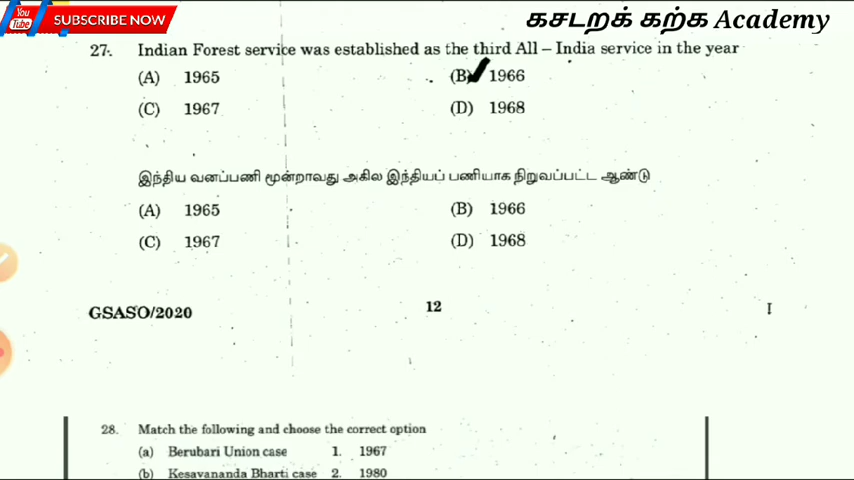 You
Tube
SUBSCRIBE NOW
கசடறக் கற்க Academy
27. Indian Forest service was established as the third All – India service in the year
(A) 1965 (B) 1966
(C) 1967 (D) 1968
இந்திய வனப்பணி மூன்றாவது அகில இந்தியப் பணியாக நிறுவப்பட்ட ஆண்டு
(A) 1965 (B) 1966
(C) 1967 (D) 1968
GSASO/2020 12 I
28. Match the following and choose the correct option
(a) Berubari Union case 1. 1967
(b) Kesavananda Bharti case 2. 1980